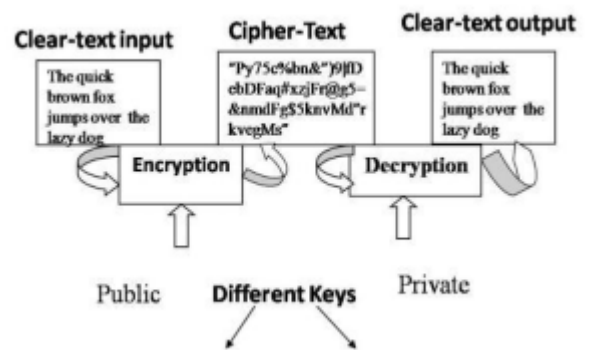 Clear-text input
Cipher-Text
Clear-text output
The quick
brown fox
jumps over the
lazy dog
"Py75c%bn&")9|fD
ebDFaq#xzjFr@g5=
&nmdFg$5knvMd"r
kvegMs"
The quick
brown fox
jumps over the
lazy dog
Encryption
Decryption
Public
Different Keys
Private